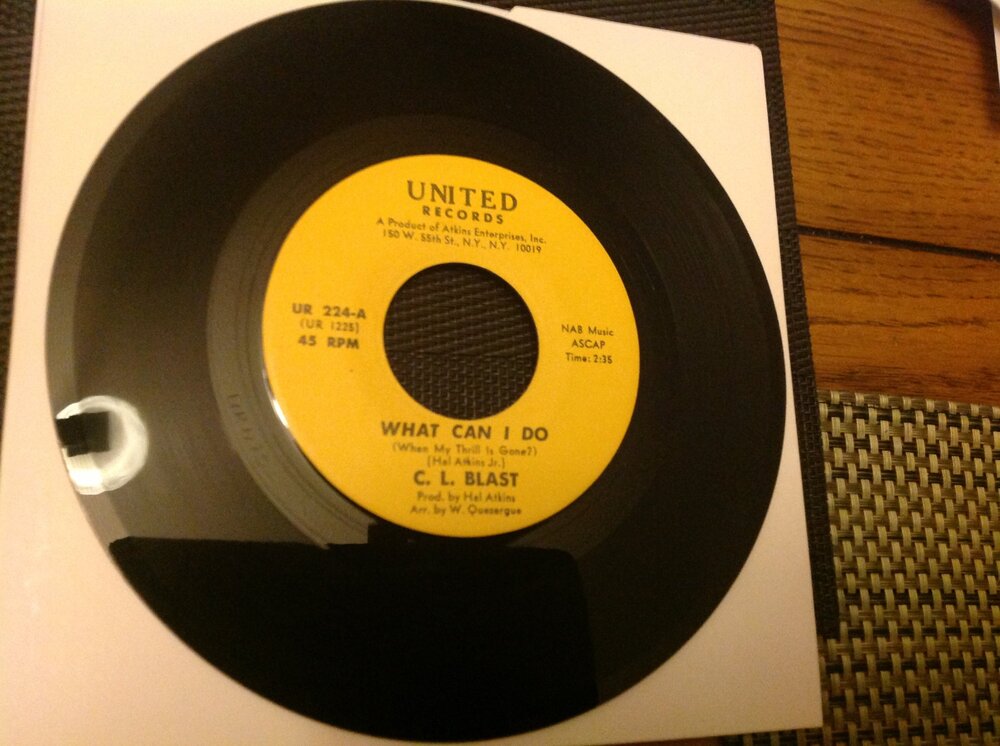 UNITED
RECORDS
A Product of Atkins Enterprises, Inc.
150 W. 55th St., N.Y., N.Y. 10019
UR 224-A
(UR 1225)
45 RPM
NAB Music
ASCAP
Time: 2:35
WHAT CAN I DO
(When My Thrill Is Gone?)
(Hal Atkins Jr.)
C. L. BLAST
Prod. by Hal Atkins
Arr. by W. Quesergue